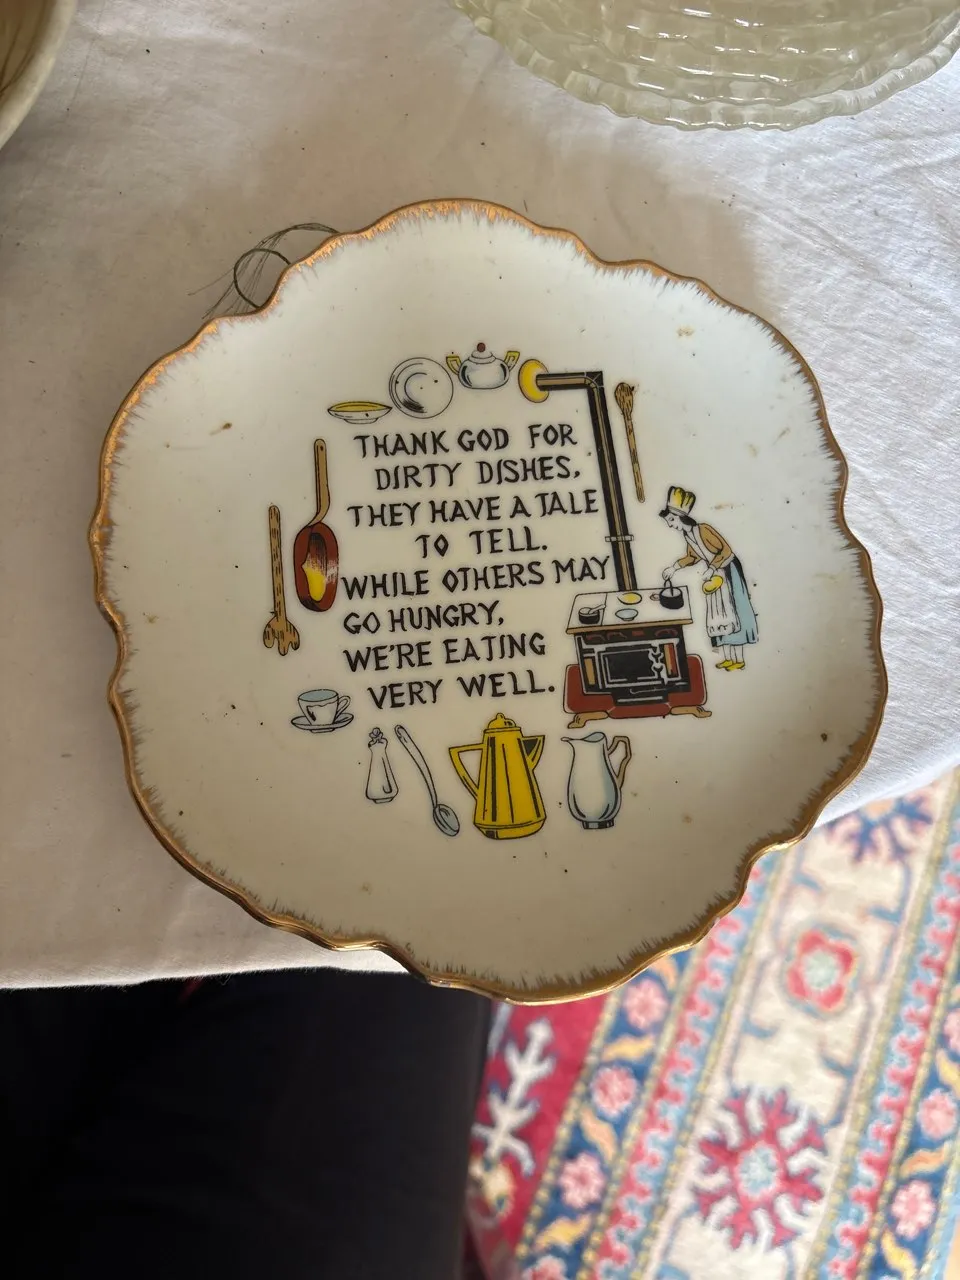 THANK GOD FOR
DIRTY DISHES,
THEY HAVE A TALE
TO TELL.
WHILE OTHERS MAY
GO HUNGRY,
WE'RE EATING
VERY WELL.